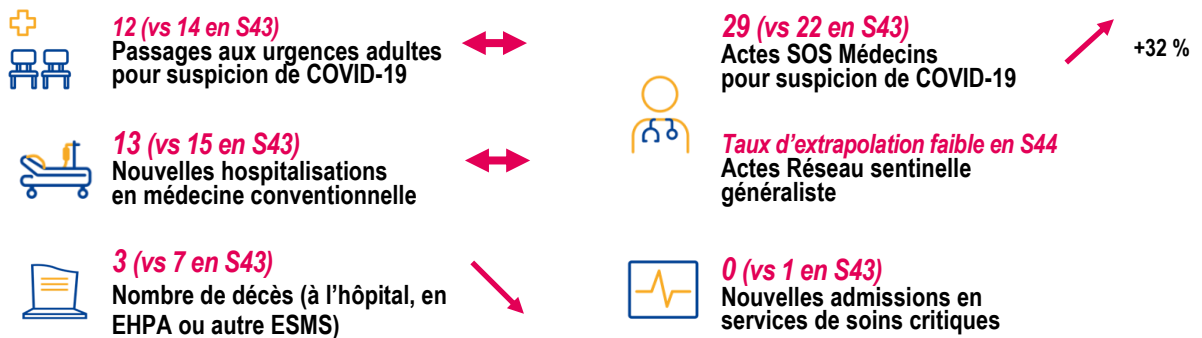 12 (vs 14 en S43)
Passages aux urgences adultes
pour suspicion de COVID-19
13 (vs 15 en S43)
Nouvelles hospitalisations
en médecine conventionnelle
3 (vs 7 en S43)
Nombre de décès (à l'hôpital, en
EHPA ou autre ESMS)
29 (vs 22 en S43)
Actes SOS Médecins
pour suspicion de COVID-19
+32 %
Taux d'extrapolation faible en S44
Actes Réseau sentinelle
généraliste
0 (vs 1 en S43)
Nouvelles admissions en
services de soins critiques